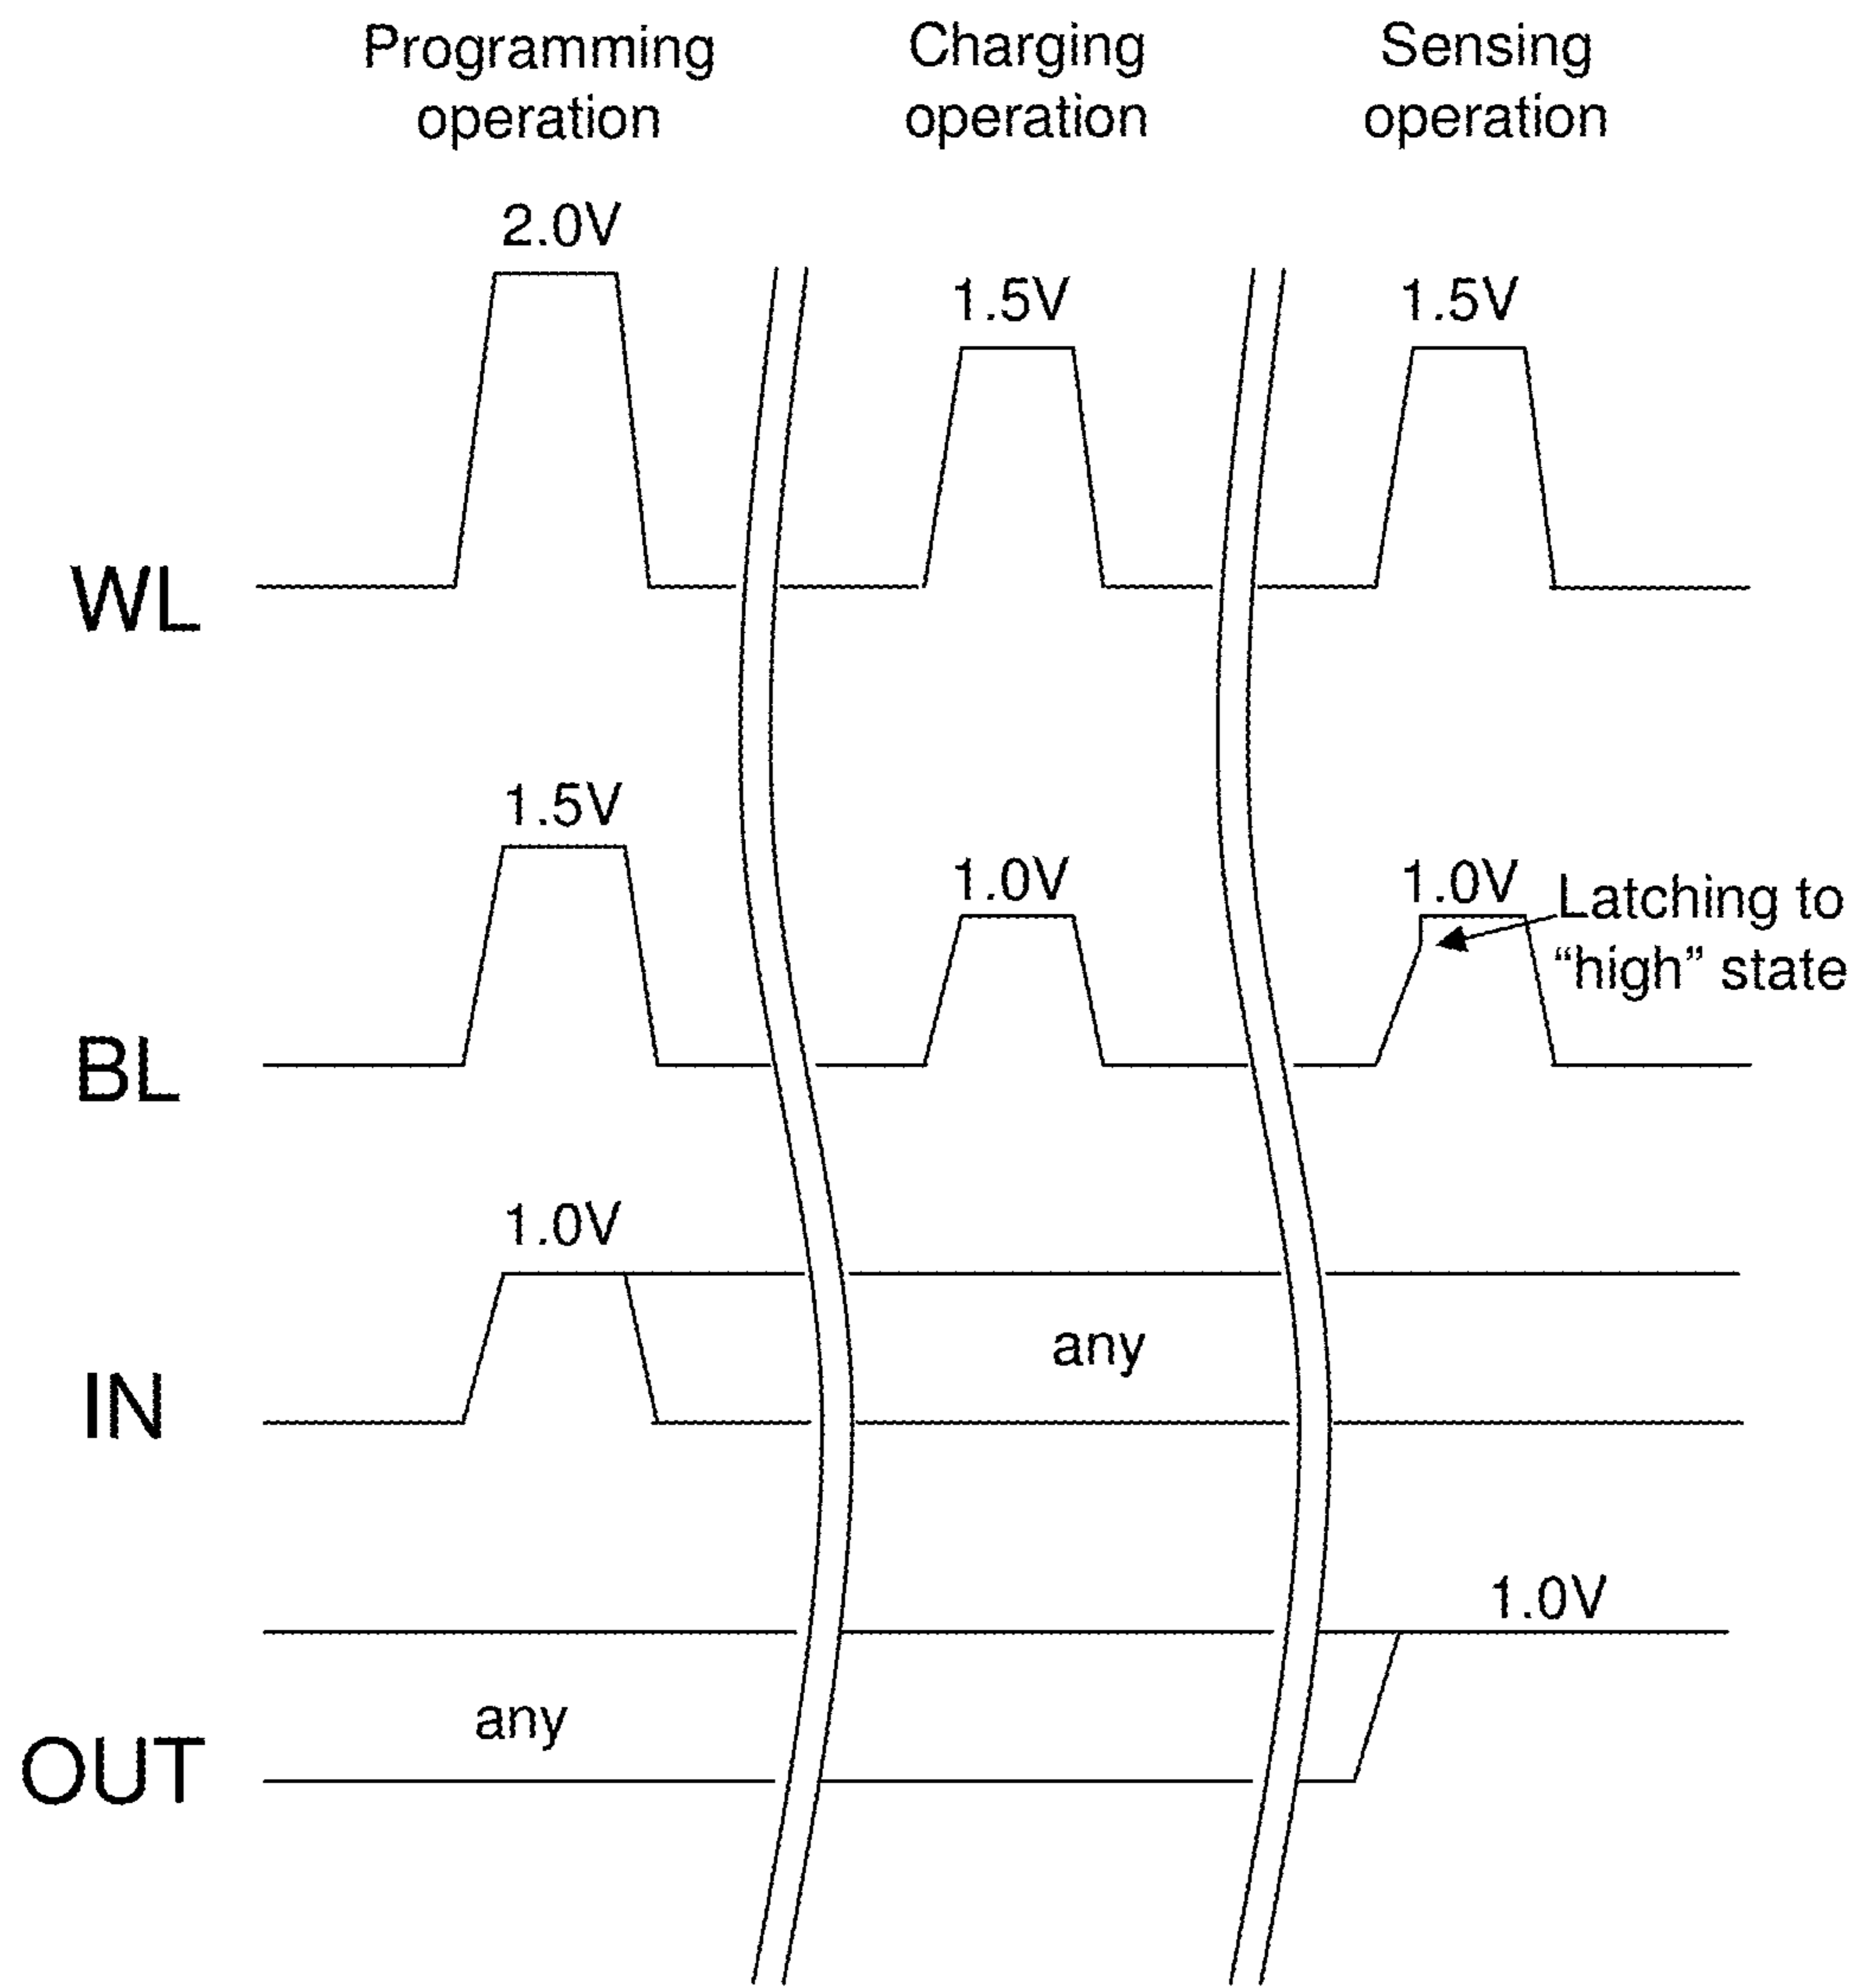 Programming
operation
Charging
operation
Sensing
operation
2.0V
1.5V
1.5V
WL
1.5V
1.0V
1.0V
Latching to
“high” state
BL
1.0V
any
IN
1.0V
any
OUT